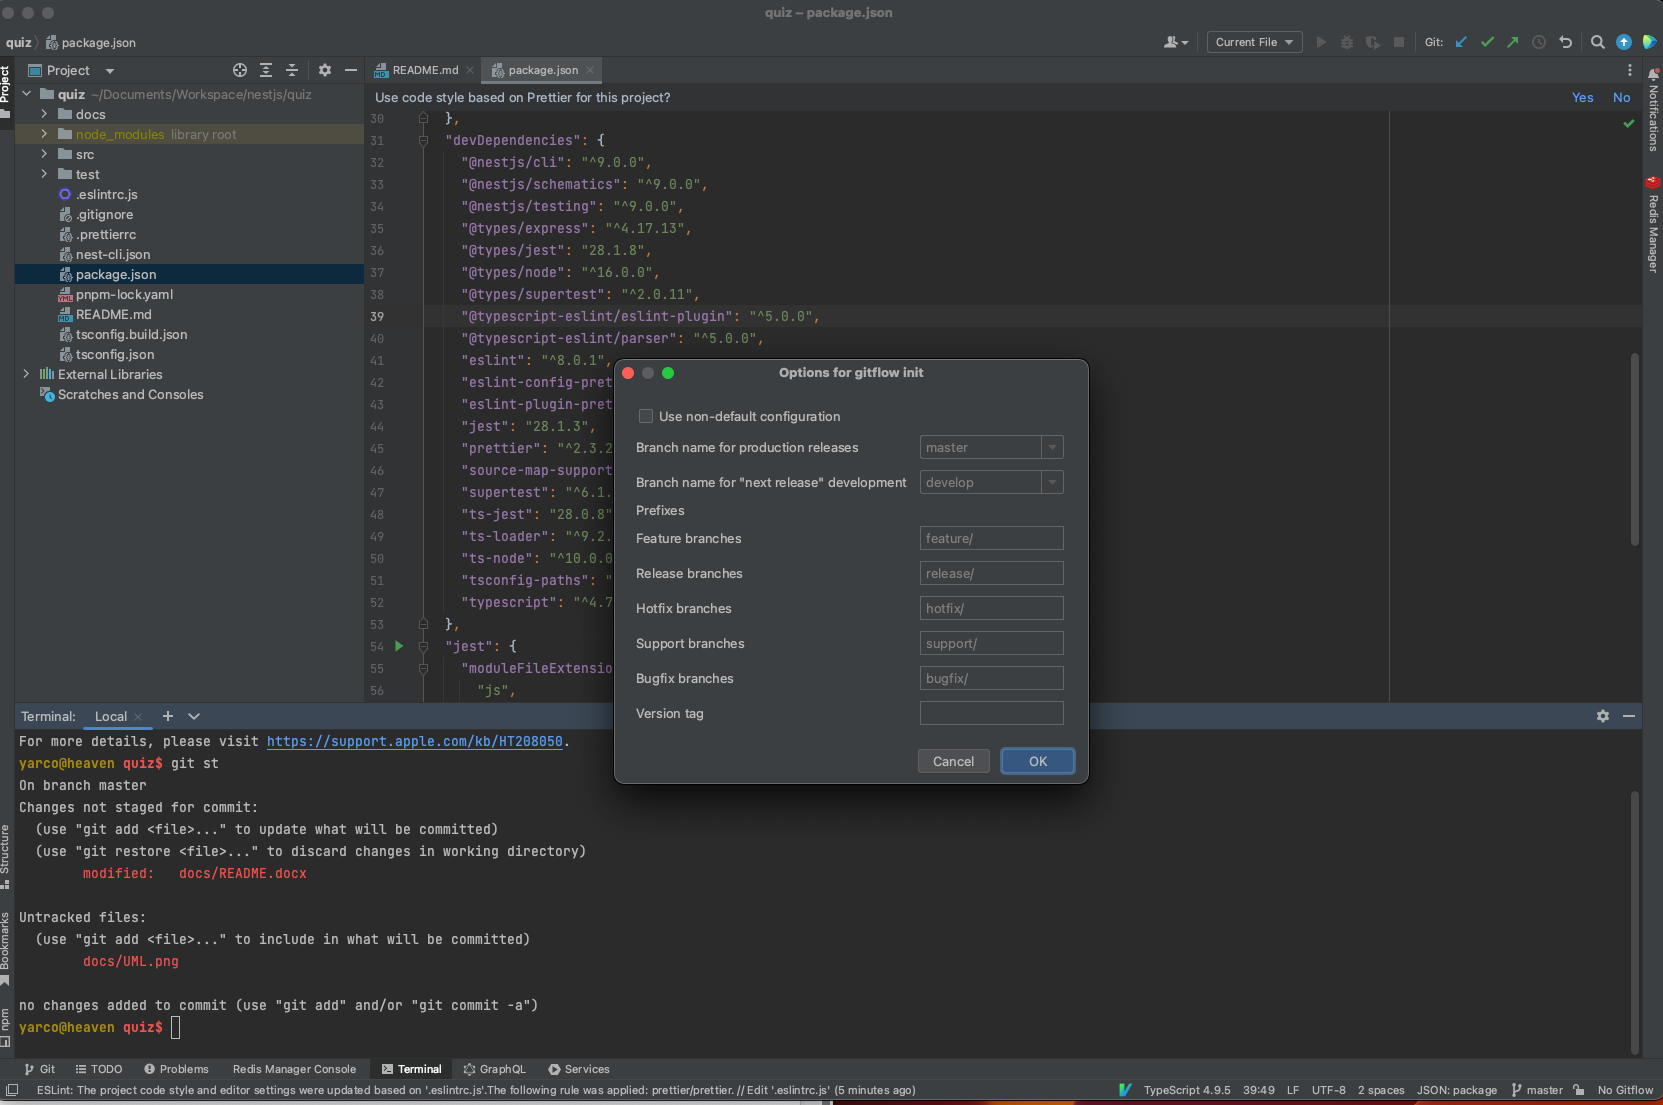 quiz – package.json
quiz package.json
Current File
Git:
Project
README.md
package.json
Project
quiz ~/Documents/Workspace/nestjs/quiz
docs
node_modules library root
src
test
.eslintrc.js
.gitignore
.prettierrc
nest-cli.json
package.json
pnpm-lock.yaml
README.md
tsconfig.build.json
tsconfig.json
External Libraries
Scratches and Consoles
Use code style based on Prettier for this project?
Yes No
30 },
31 "devDependencies": {
32 "@nestjs/cli": "^9.0.0",
33 "@nestjs/schematics": "^9.0.0",
34 "@nestjs/testing": "^9.0.0",
35 "@types/express": "^4.17.13",
36 "@types/jest": "28.1.8",
37 "@types/node": "^16.0.0",
38 "@types/supertest": "^2.0.11",
39 "@typescript-eslint/eslint-plugin": "^5.0.0",
40 "@typescript-eslint/parser": "^5.0.0",
41 "eslint": "^8.0.1",
42 "eslint-config-pret
43 "eslint-plugin-pret
44 "jest": "28.1.3",
45 "prettier": "^2.3.2
46 "source-map-support
47 "supertest": "^6.1.
48 "ts-jest": "28.0.8"
49 "ts-loader": "^9.2.
50 "ts-node": "^10.0.0
51 "tsconfig-paths": "
52 "typescript": "^4.7
53 },
54 "jest": {
55 "moduleFileExtension
56 "js",
Notifications
Redis Manager
Options for gitflow init
Use non-default configuration
Branch name for production releases master
Branch name for "next release" development develop
Prefixes
Feature branches feature/
Release branches release/
Hotfix branches hotfix/
Support branches support/
Bugfix branches bugfix/
Version tag
Cancel OK
Terminal: Local
For more details, please visit https://support.apple.com/kb/HT208050.
yarco@heaven quiz$ git st
On branch master
Changes not staged for commit:
(use "git add <file>..." to update what will be committed)
(use "git restore <file>..." to discard changes in working directory)
modified: docs/README.docx
Untracked files:
(use "git add <file>..." to include in what will be committed)
docs/UML.png
no changes added to commit (use "git add" and/or "git commit -a")
yarco@heaven quiz$
Structure
Bookmarks
npm
Git TODO Problems Redis Manager Console Terminal GraphQL Services
ESLint: The project code style and editor settings were updated based on '.eslintrc.js'.The following rule was applied: prettier/prettier. // Edit '.eslintrc.js' (5 minutes ago)
TypeScript 4.9.5 39:49 LF UTF-8 2 spaces JSON: package master No Gitflow